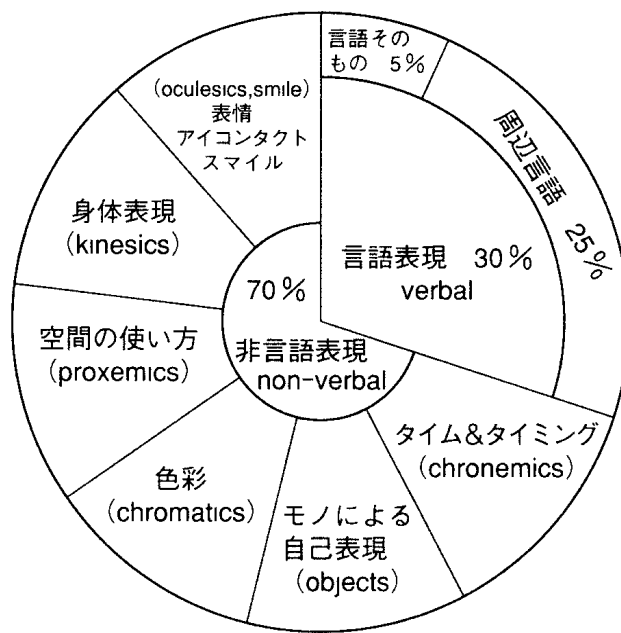 言語その
もの 5%
周辺言語 25%
言語表現 30%
verbal
タイム&タイミング
(chronemics)
モノによる
自己表現
(objects)
色彩
(chromatics)
空間の使い方
(proxemics)
身体表現
(kinesics)
(oculesics,smile)
表情
アイコンタクト
スマイル
70%
非言語表現
non-verbal